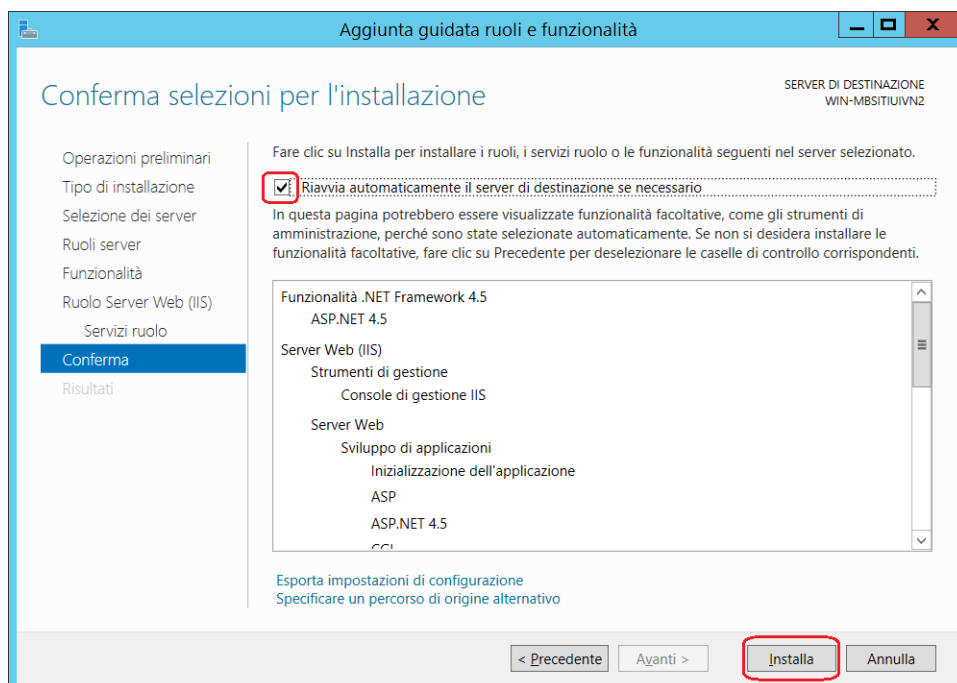 Aggiunta guidata ruoli e funzionalità
Conferma selezioni per l'installazione
SERVER DI DESTINAZIONE
WIN-MBSITIUIVN2
Operazioni preliminari
Tipo di installazione
Selezione dei server
Ruoli server
Funzionalità
Ruolo Server Web (IIS)
Servizi ruolo
Conferma
Risultati
Fare clic su Installa per installare i ruoli, i servizi ruolo o le funzionalità seguenti nel server selezionato.
Riavvia automaticamente il server di destinazione se necessario
In questa pagina potrebbero essere visualizzate funzionalità facoltative, come gli strumenti di
amministrazione, perché sono state selezionate automaticamente. Se non si desidera installare le
funzionalità facoltative, fare clic su Precedente per deselezionare le caselle di controllo corrispondenti.
Funzionalità .NET Framework 4.5
ASP.NET 4.5
Server Web (IIS)
Strumenti di gestione
Console di gestione IIS
Server Web
Sviluppo di applicazioni
Inizializzazione dell'applicazione
ASP
ASP.NET 4.5
CGI
Esporta impostazioni di configurazione
Specificare un percorso di origine alternativo
< Precedente
Avanti >
Installa
Annulla